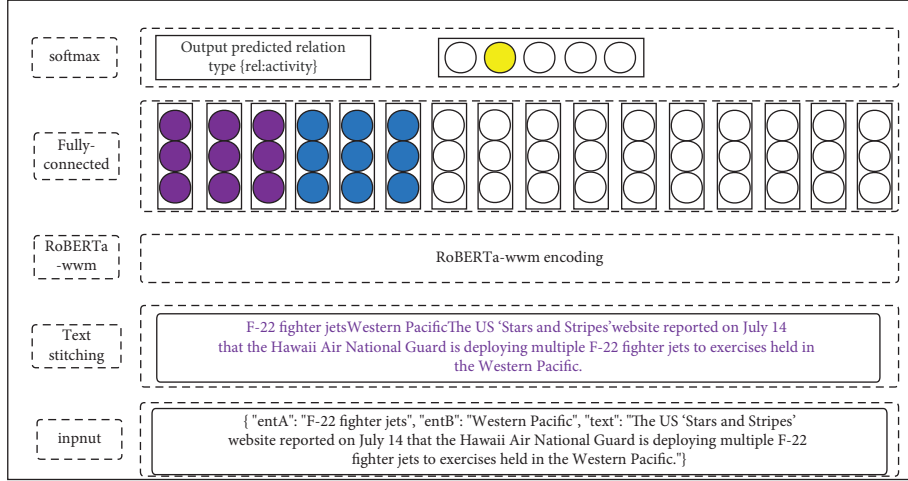 softmax
Output predicted relation
type {rel:activity}
Fully-
connected
RoBERTa
-wwm
RoBERTa-wwm encoding
Text
stitching
F-22 fighter jetsWestern PacificThe US ‘Stars and Stripes’website reported on July 14
that the Hawaii Air National Guard is deploying multiple F-22 fighter jets to exercises held in
the Western Pacific.
inpnut
{ "entA": "F-22 fighter jets", "entB": "Western Pacific", "text": "The US ‘Stars and Stripes’
website reported on July 14 that the Hawaii Air National Guard is deploying multiple F-22
fighter jets to exercises held in the Western Pacific."}